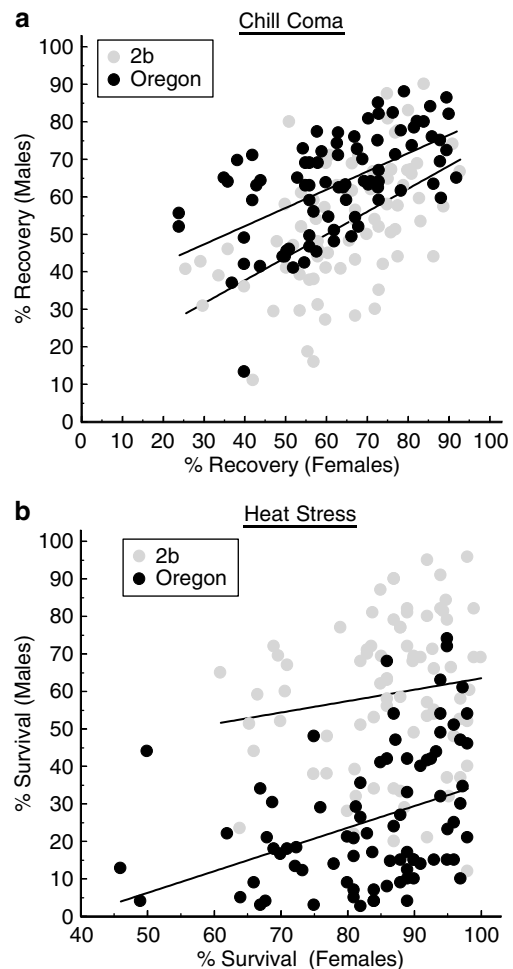 a
Chill Coma
2b
Oregon
% Recovery (Males)
100
90
80
70
60
50
40
30
20
10
0
0 10 20 30 40 50 60 70 80 90 100
% Recovery (Females)
b
Heat Stress
2b
Oregon
% Survival (Males)
100
90
80
70
60
50
40
30
20
10
0
40 50 60 70 80 90 100
% Survival (Females)